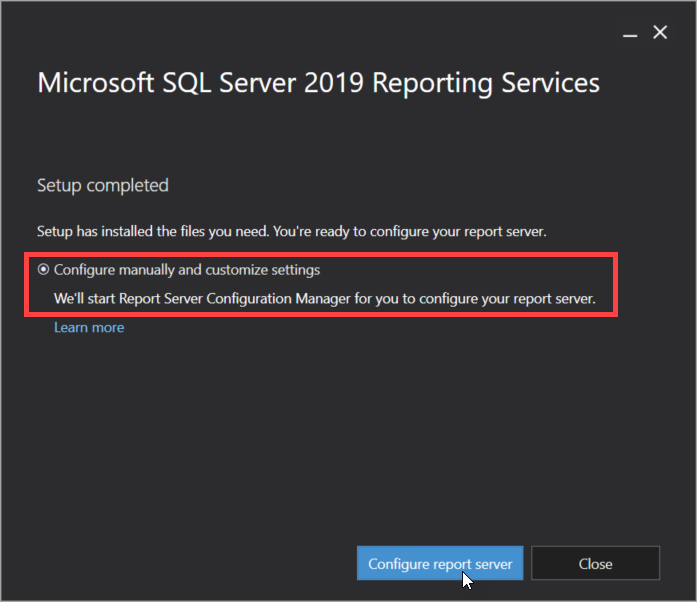 Microsoft SQL Server 2019 Reporting Services
Setup completed
Setup has installed the files you need. You're ready to configure your report server.
Configure manually and customize settings
We'll start Report Server Configuration Manager for you to configure your report server.
Learn more
Configure report server
Close